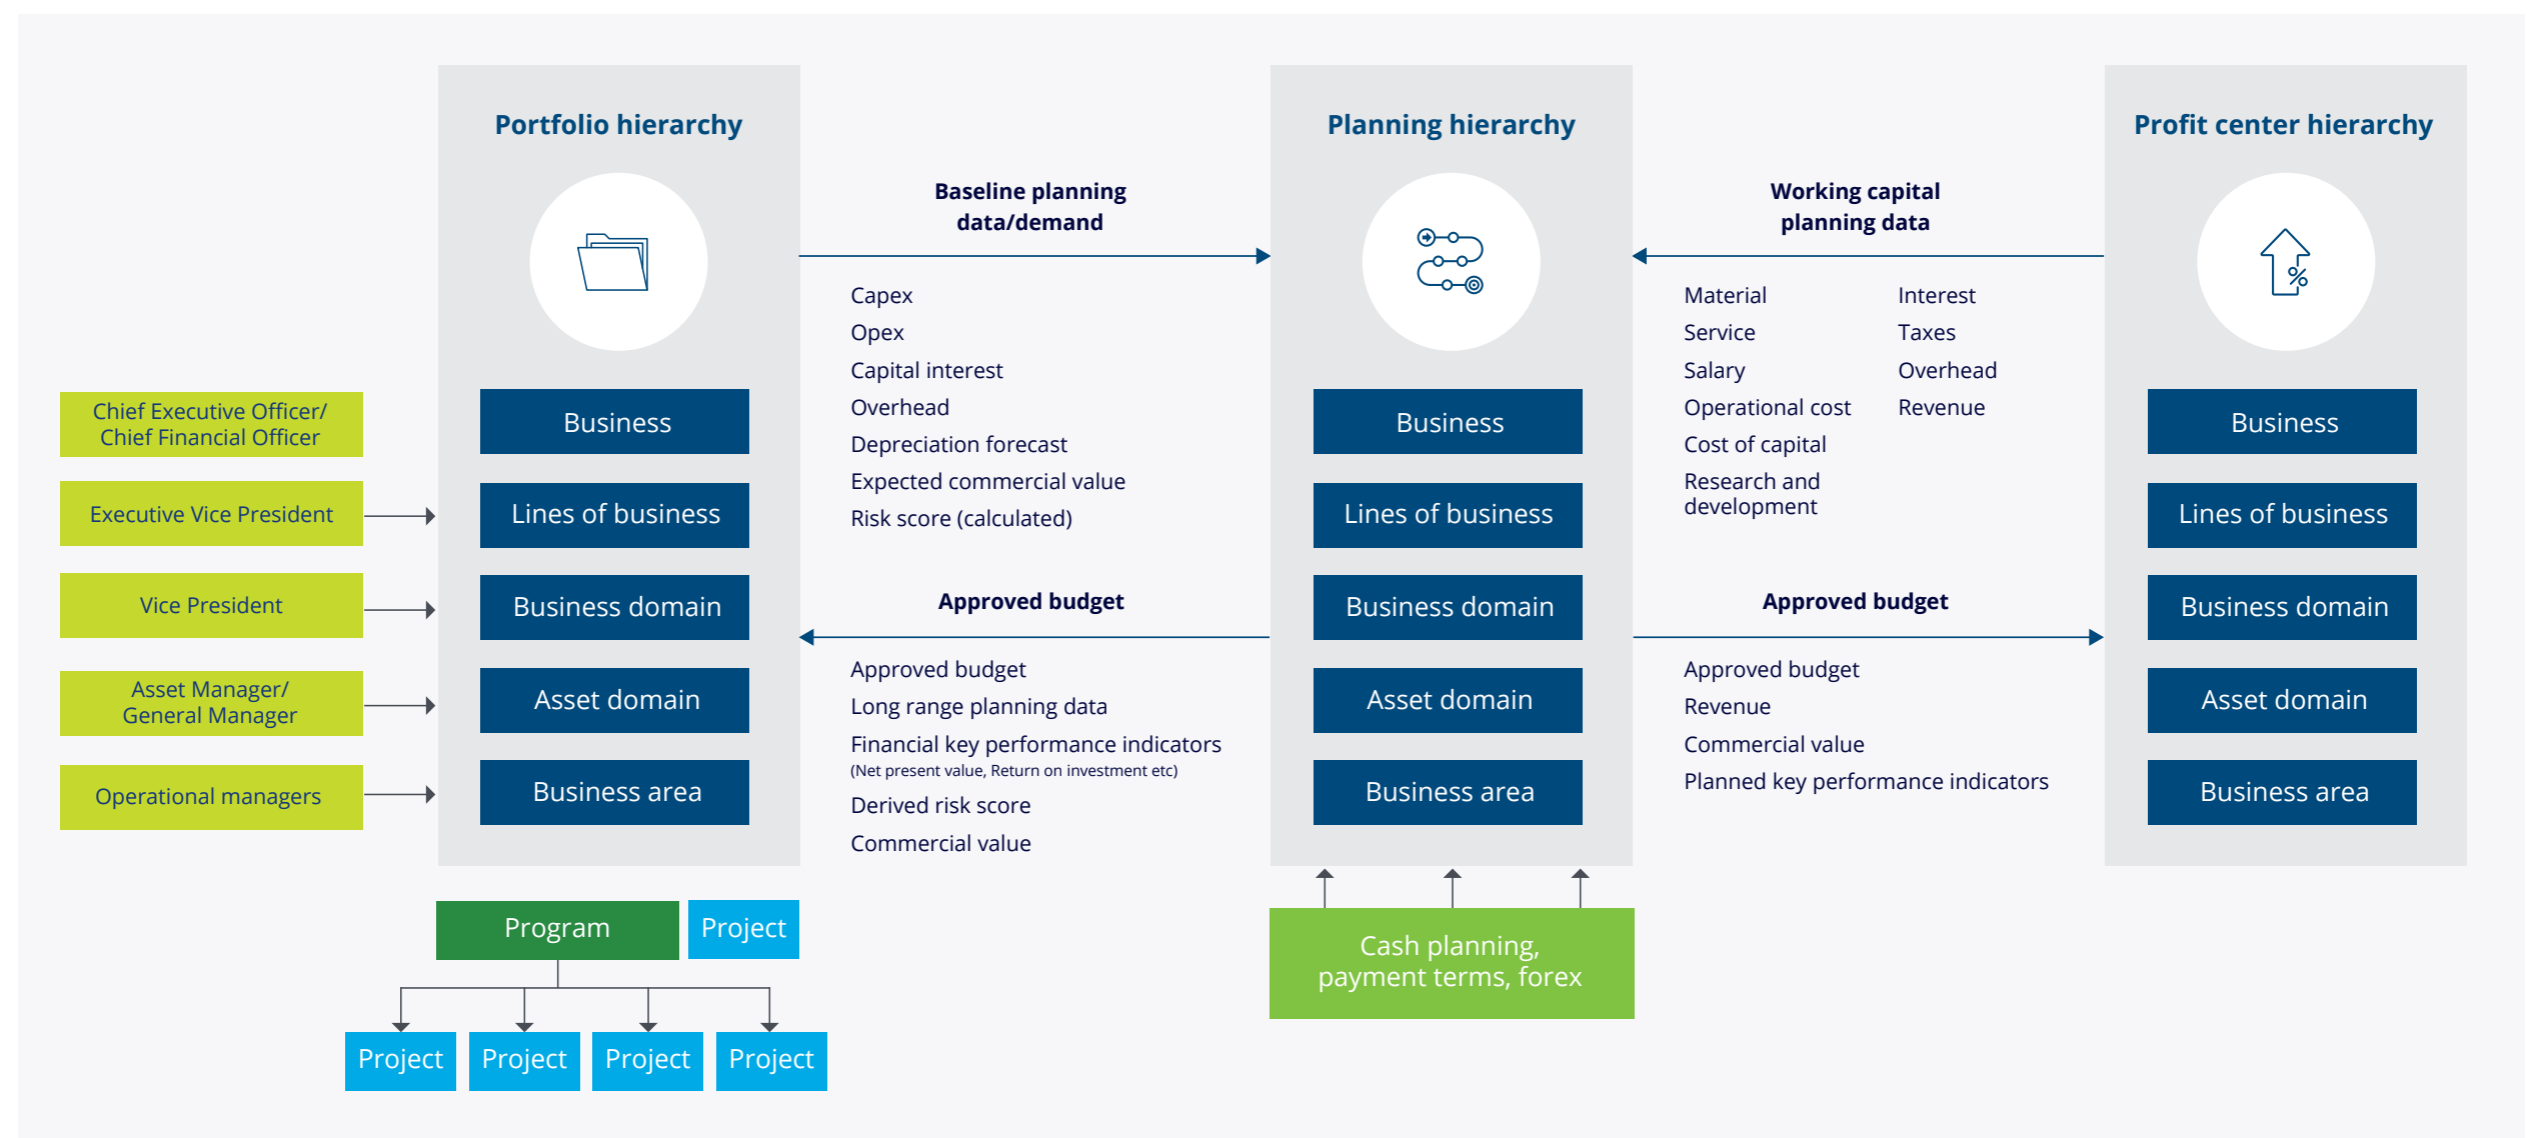 Portfolio hierarchy
Planning hierarchy
Profit center hierarchy
Chief Executive Officer/
Chief Financial Officer
Executive Vice President
Vice President
Asset Manager/
General Manager
Operational managers
Business
Lines of business
Business domain
Asset domain
Business area
Program
Project
Project
Project
Project
Project
Baseline planning
data/demand
Capex
Opex
Capital interest
Overhead
Depreciation forecast
Expected commercial value
Risk score (calculated)
Approved budget
Approved budget
Long range planning data
Financial key performance indicators
(Net present value, Return on investment etc)
Derived risk score
Commercial value
Business
Lines of business
Business domain
Asset domain
Business area
Cash planning,
payment terms, forex
Working capital
planning data
Material
Service
Salary
Operational cost
Cost of capital
Research and
development
Interest
Taxes
Overhead
Revenue
Approved budget
Approved budget
Revenue
Commercial value
Planned key performance indicators
%
Business
Lines of business
Business domain
Asset domain
Business area